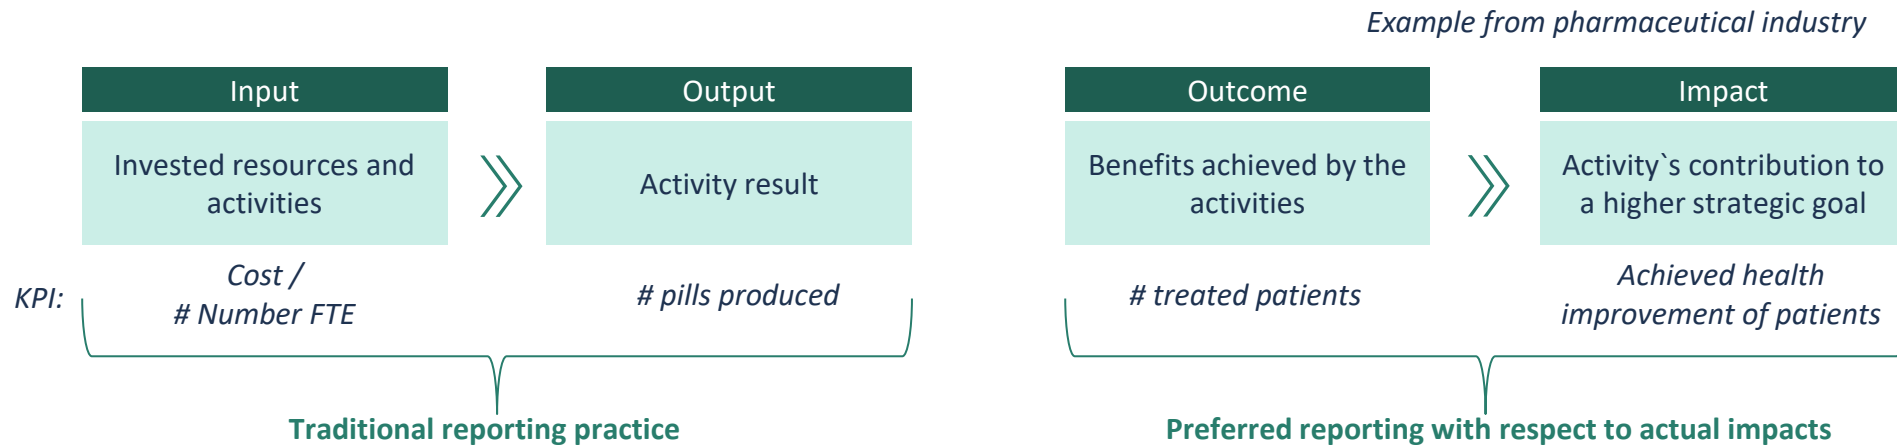 Example from pharmaceutical industry
Input
Output
Outcome
Impact
Invested resources and
activities
Activity result
Benefits achieved by the
activities
Activity`s contribution to
a higher strategic goal
KPI:
Cost /
# Number FTE
# pills produced
# treated patients
Achieved health
improvement of patients
Traditional reporting practice
Preferred reporting with respect to actual impacts